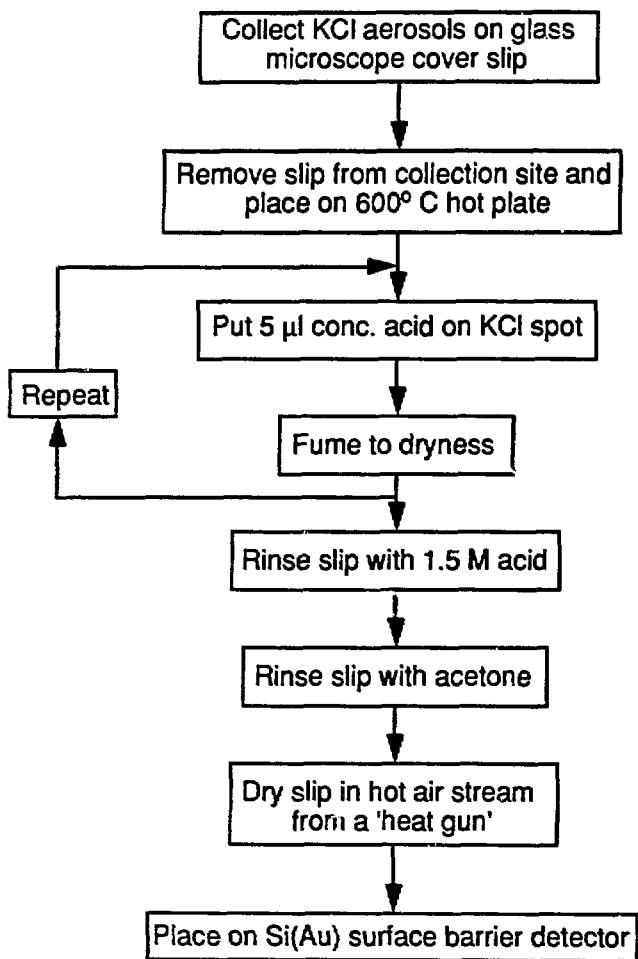 Collect KCl aerosols on glass
microscope cover slip
Remove slip from collection site and
place on 600º C hot plate
Put 5 µl conc. acid on KCl spot
Repeat
Fume to dryness
Rinse slip with 1.5 M acid
Rinse slip with acetone
Dry slip in hot air stream
from a 'heat gun'
Place on Si(Au) surface barrier detector